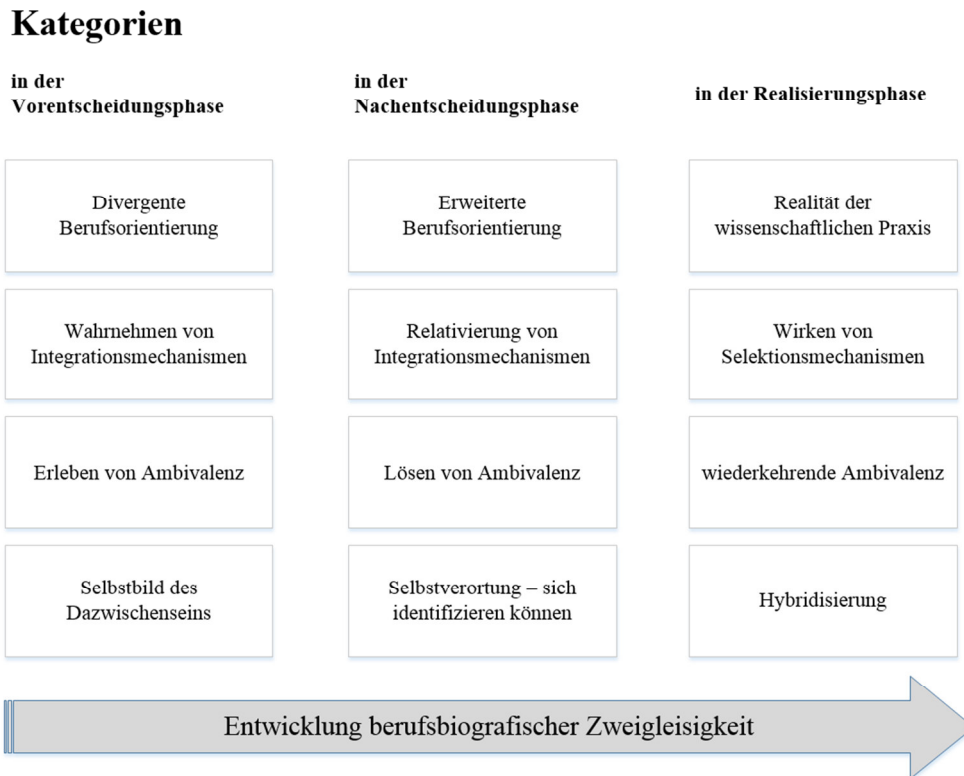 Kategorien
in der
Vorentscheidungsphase
in der
Nachentscheidungsphase
in der Realisierungsphase
Divergente
Berufsorientierung
Erweiterte
Berufsorientierung
Realität der
wissenschaftlichen Praxis
Wahrnehmen von
Integrationsmechanismen
Relativierung von
Integrationsmechanismen
Wirken von
Selektionsmechanismen
Erleben von Ambivalenz
Lösen von Ambivalenz
wiederkehrende Ambivalenz
Selbstbild des
Dazwischenseins
Selbstverortung – sich
identifizieren können
Hybridisierung
Entwicklung berufsbiografischer Zweigleisigkeit